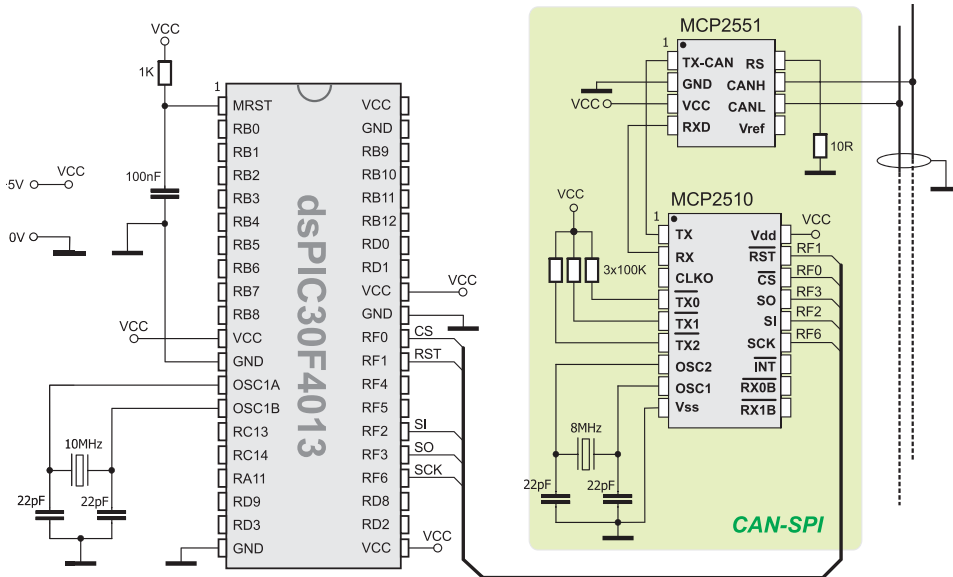 VCC
1K
1
MRST
RB0
RB1
RB2
RB3
RB4
RB5
RB6
RB7
RB8
VCC
GND
OSC1A
OSC1B
RC13
RC14
RA11
RD9
RD3
GND
dsPIC30F4013
VCC
GND
RB9
RB10
RB11
RB12
RD0
RD1
VCC
GND
RF0
RF1
RF4
RF5
RF2
RF3
RF6
RD8
RD2
VCC
100nF
5V
VCC
0V
VCC
10MHz
22pF
22pF
VCC
CS
RST
SI
SO
SCK
VCC
MCP2551
1
TX-CAN
GND
VCC
RXD
RS
CANH
CANL
Vref
VCC
10R
MCP2510
1
TX
RX
CLKO
TX0
TX1
TX2
OSC2
OSC1
Vss
Vdd
RST
CS
SO
SI
SCK
INT
RX0B
RX1B
VCC
3x100K
VCC
RF1
RF0
RF3
RF2
RF6
8MHz
22pF
22pF
CAN-SPI